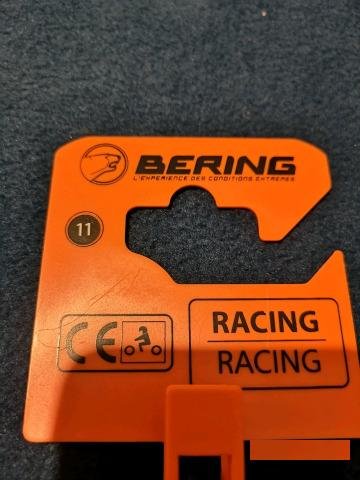 BERING
L'EXPERIENCE DES CONDITIONS EXTREMES
11
CE
RACING
RACING